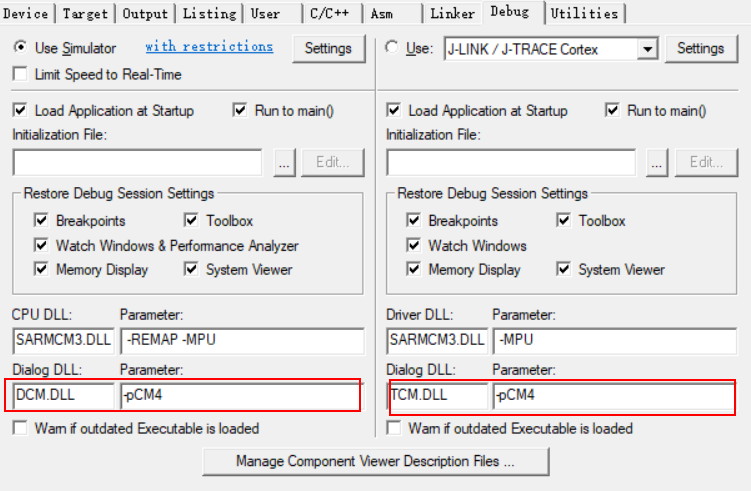 Device Target Output Listing User C/C++ Asm Linker Debug Utilities
Use Simulator with restrictions Settings
Limit Speed to Real-Time
Load Application at Startup Run to main()
Initialization File:
... Edit...
Restore Debug Session Settings
Breakpoints Toolbox
Watch Windows & Performance Analyzer
Memory Display System Viewer
CPU DLL: Parameter:
SARMCM3.DLL -REMAP -MPU
Dialog DLL: Parameter:
DCM.DLL -pCM4
Warn if outdated Executable is loaded
Use: J-LINK / J-TRACE Cortex Settings
Load Application at Startup Run to main()
Initialization File:
... Edit...
Restore Debug Session Settings
Breakpoints Toolbox
Watch Windows
Memory Display System Viewer
Driver DLL: Parameter:
SARMCM3.DLL -MPU
Dialog DLL: Parameter:
TCM.DLL -pCM4
Warn if outdated Executable is loaded
Manage Component Viewer Description Files ...